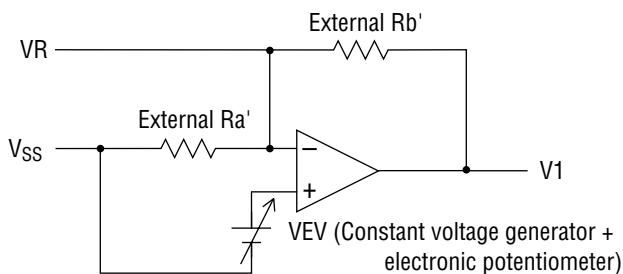 External Rb'
VR
External Ra'
VSS
−
+
V1
VEV (Constant voltage generator +
electronic potentiometer)